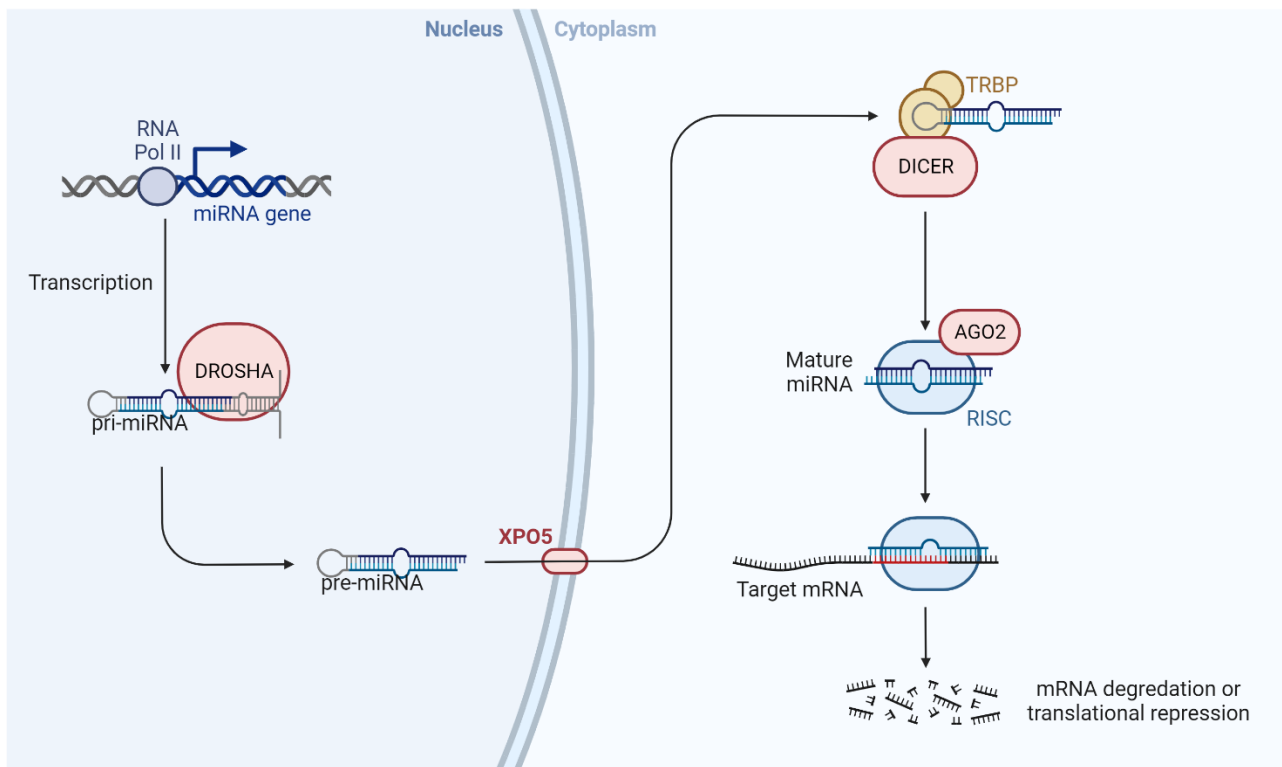 Nucleus
Cytoplasm
RNA
Pol II
miRNA gene
Transcription
DROSHA
pri-miRNA
pre-miRNA
XPO5
TRBP
DICER
AGO2
Mature
miRNA
RISC
Target mRNA
mRNA degredation or
translational repression